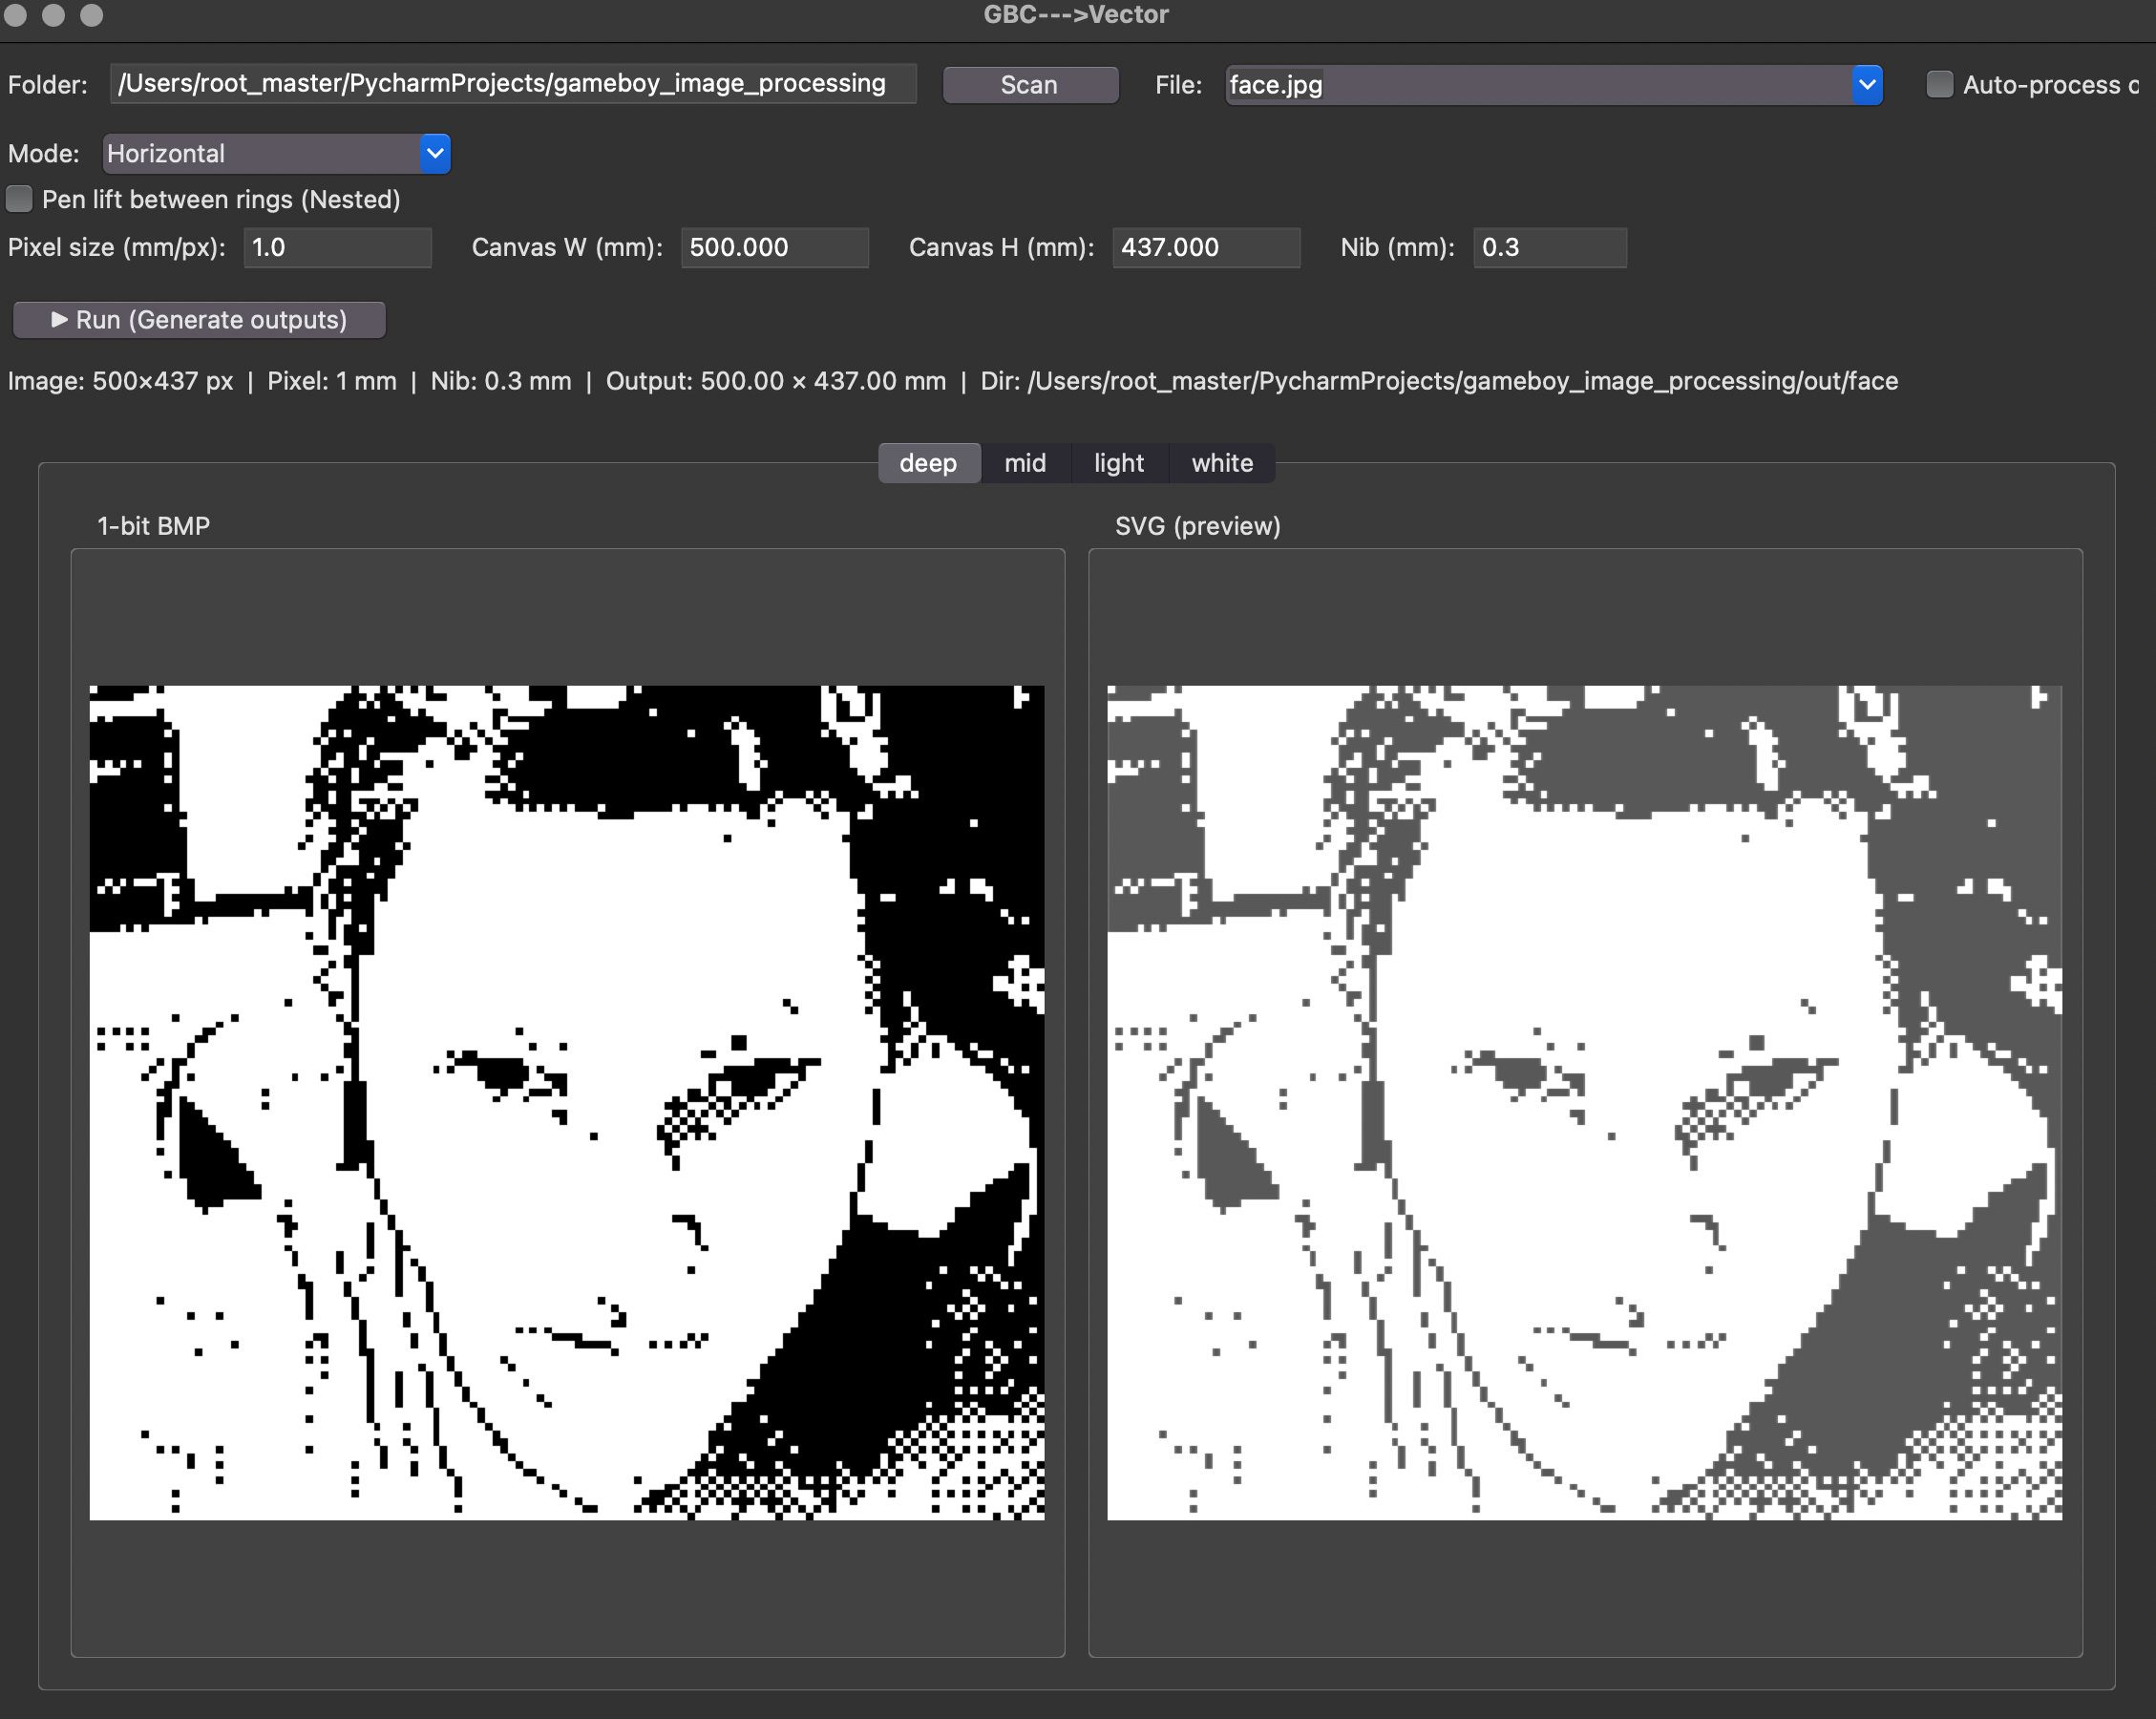 GBC--->Vector
Folder: /Users/root_master/PycharmProjects/gameboy_image_processing Scan File: face.jpg Auto-process o
Mode: Horizontal
Pen lift between rings (Nested)
Pixel size (mm/px): 1.0 Canvas W (mm): 500.000 Canvas H (mm): 437.000 Nib (mm): 0.3
▶ Run (Generate outputs)
Image: 500×437 px | Pixel: 1 mm | Nib: 0.3 mm | Output: 500.00 × 437.00 mm | Dir: /Users/root_master/PycharmProjects/gameboy_image_processing/out/face
deep mid light white
1-bit BMP SVG (preview)